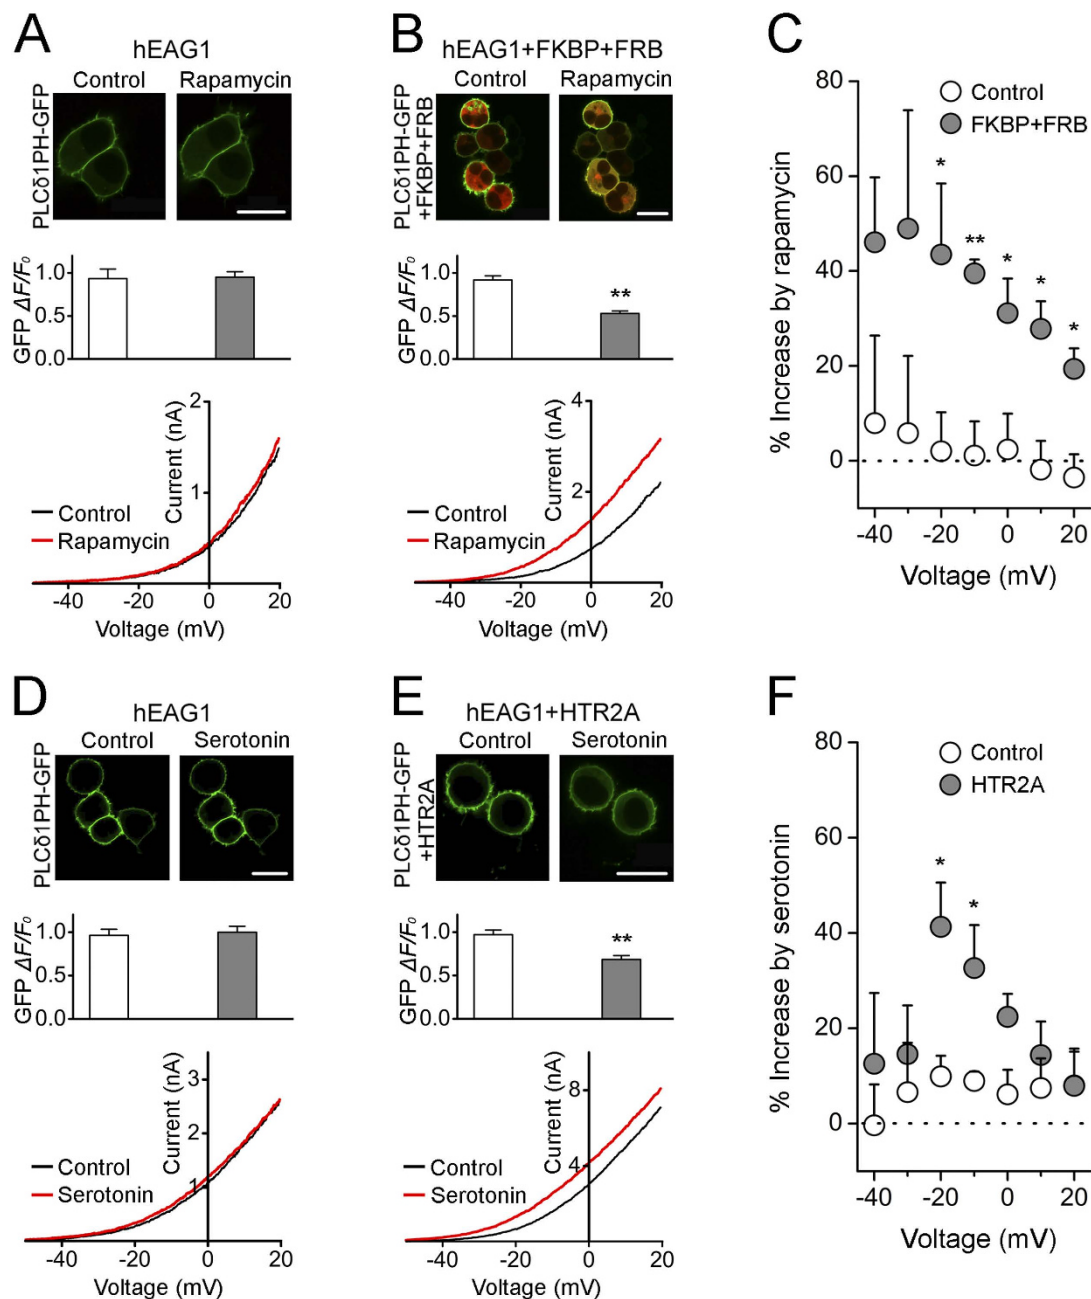 A
hEAG1
Control Rapamycin
PLCδ1PH-GFP
GFP ΔF/F₀
1.0
0.5
0.0
Current (nA)
2
1
Control
Rapamycin
-40 -20 0 20
Voltage (mV)
B
hEAG1+FKBP+FRB
Control Rapamycin
PLCδ1PH-GFP
+FKBP+FRB
GFP ΔF/F₀
1.0
0.5
0.0
**
Current (nA)
4
2
Control
Rapamycin
-40 -20 0 20
Voltage (mV)
C
Control
FKBP+FRB
% Increase by rapamycin
80
60
40
20
0
* ** * * *
-40 -20 0 20
Voltage (mV)
D
hEAG1
Control Serotonin
PLCδ1PH-GFP
GFP ΔF/F₀
1.0
0.5
0.0
Current (nA)
3
2
1
Control
Serotonin
-40 -20 0 20
Voltage (mV)
E
hEAG1+HTR2A
Control Serotonin
PLCδ1PH-GFP
+HTR2A
GFP ΔF/F₀
1.0
0.5
0.0
**
Current (nA)
8
4
Control
Serotonin
-40 -20 0 20
Voltage (mV)
F
Control
HTR2A
% Increase by serotonin
80
60
40
20
0
* *
-40 -20 0 20
Voltage (mV)